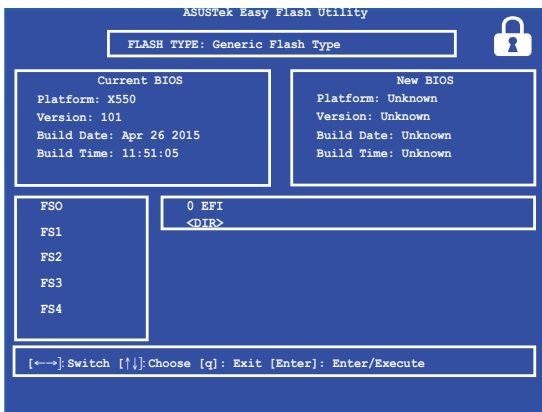 ASUSTek Easy Flash Utility
FLASH TYPE: Generic Flash Type
Current BIOS
Platform: X550
Version: 101
Build Date: Apr 26 2015
Build Time: 11:51:05
New BIOS
Platform: Unknown
Version: Unknown
Build Date: Unknown
Build Time: Unknown
FSO
FS1
FS2
FS3
FS4
0 EFI
<DIR>
[←→]: Switch [↑↓]: Choose [q]: Exit [Enter]: Enter/Execute